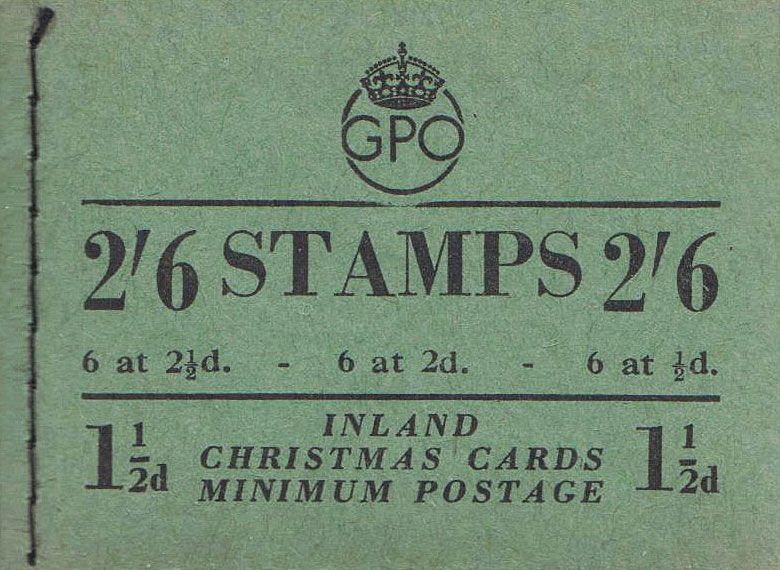 GPO
2/6 STAMPS 2/6
6 at 2½d. - 6 at 2d. - 6 at ½d.
1½d INLAND 1½d
CHRISTMAS CARDS
MINIMUM POSTAGE